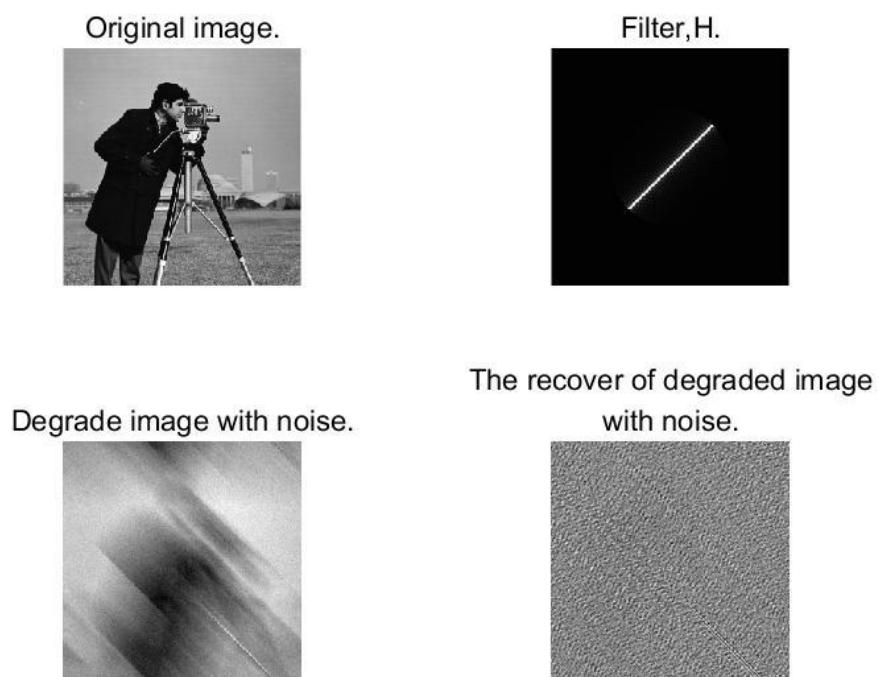 Original image.
Filter,H.
Degrade image with noise.
The recover of degraded image
with noise.